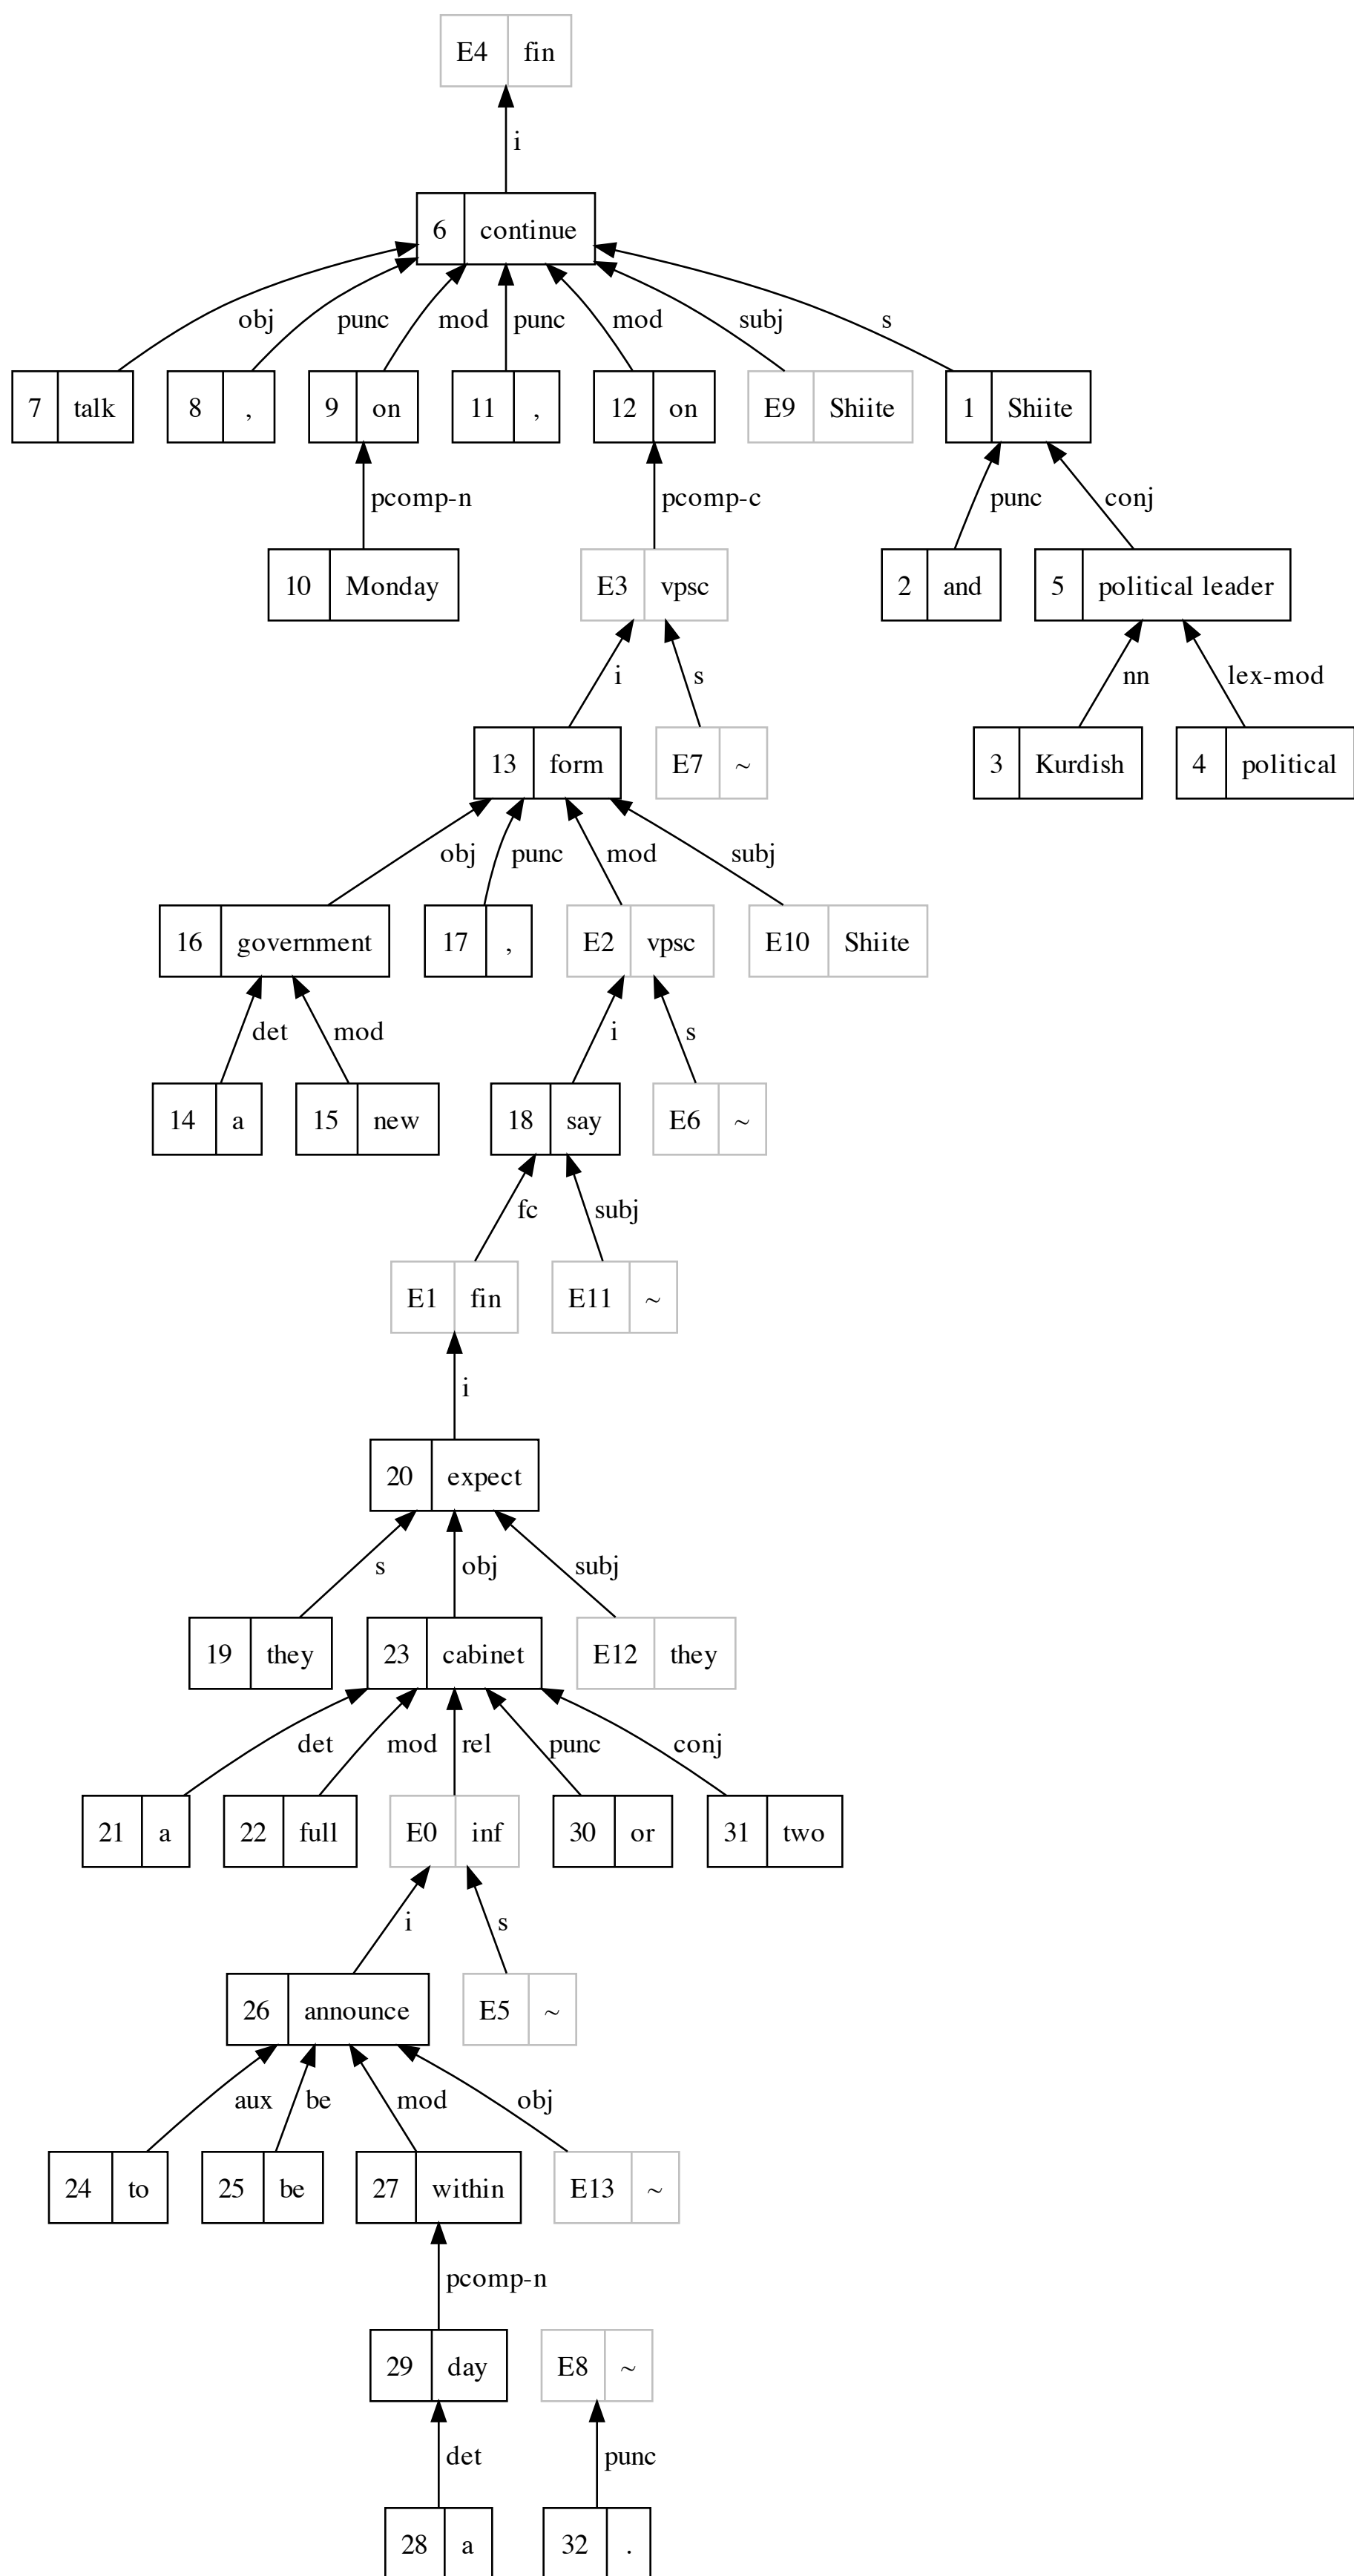 E4 fin
i
6 continue
obj punc mod punc mod subj s
7 talk 8 , 9 on 11 , 12 on E9 Shiite 1 Shiite
pcomp-n pcomp-c punc conj
10 Monday E3 vpsc 2 and 5 political leader
i s nn lex-mod
13 form E7 ~ 3 Kurdish 4 political
obj punc mod subj
16 government 17 , E2 vpsc E10 Shiite
det mod i s
14 a 15 new 18 say E6 ~
fc subj
E1 fin E11 ~
i
20 expect
s obj subj
19 they 23 cabinet E12 they
det mod rel punc conj
21 a 22 full E0 inf 30 or 31 two
i s
26 announce E5 ~
aux be mod obj
24 to 25 be 27 within E13 ~
pcomp-n
29 day E8 ~
det punc
28 a 32 .